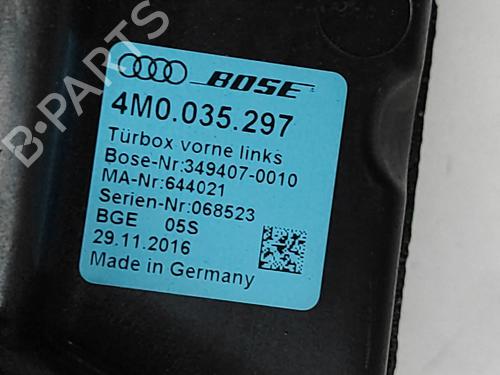 B-PARTS
BOSE
4M0.035.297
Türbox vorne links
Bose-Nr:349407-0010
MA-Nr:644021
Serien-Nr:068523
BGE 05S
29.11.2016
Made in Germany